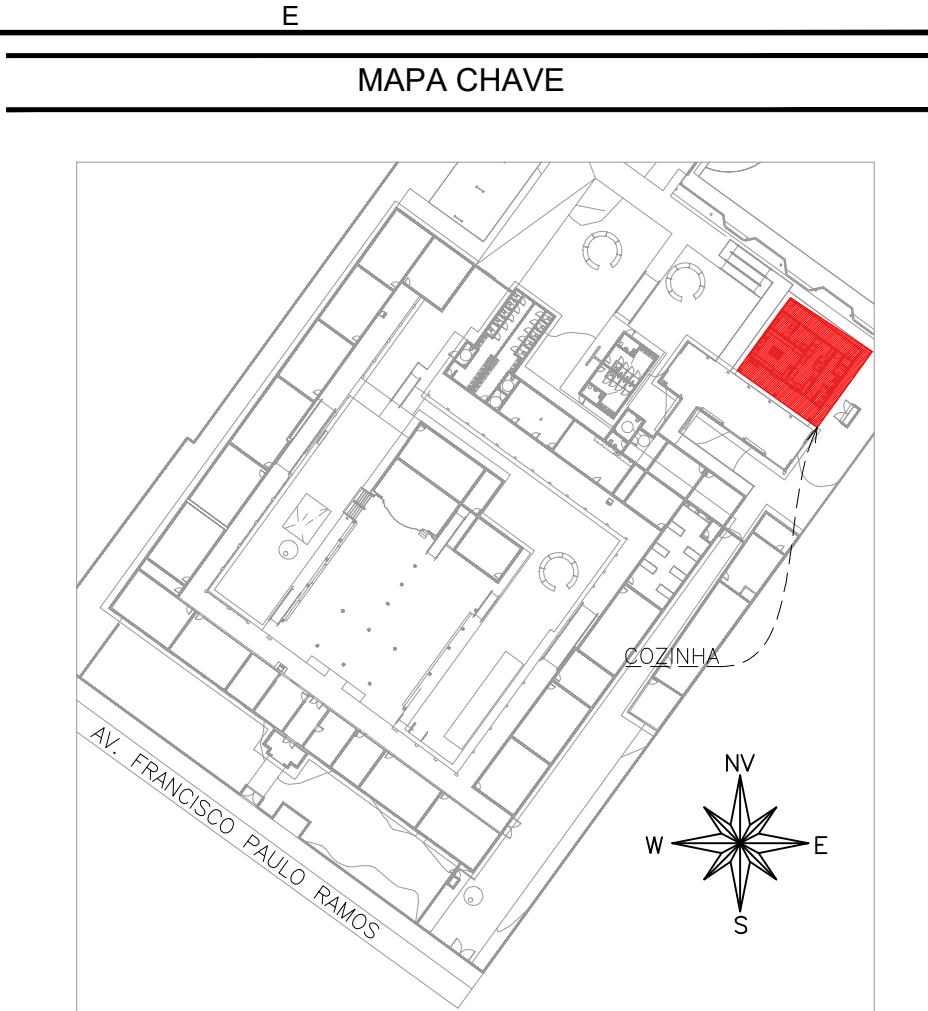 E
MAPA CHAVE
COZINHA
AV. FRANCISCO PAULO RAMOS
NV
W E
S